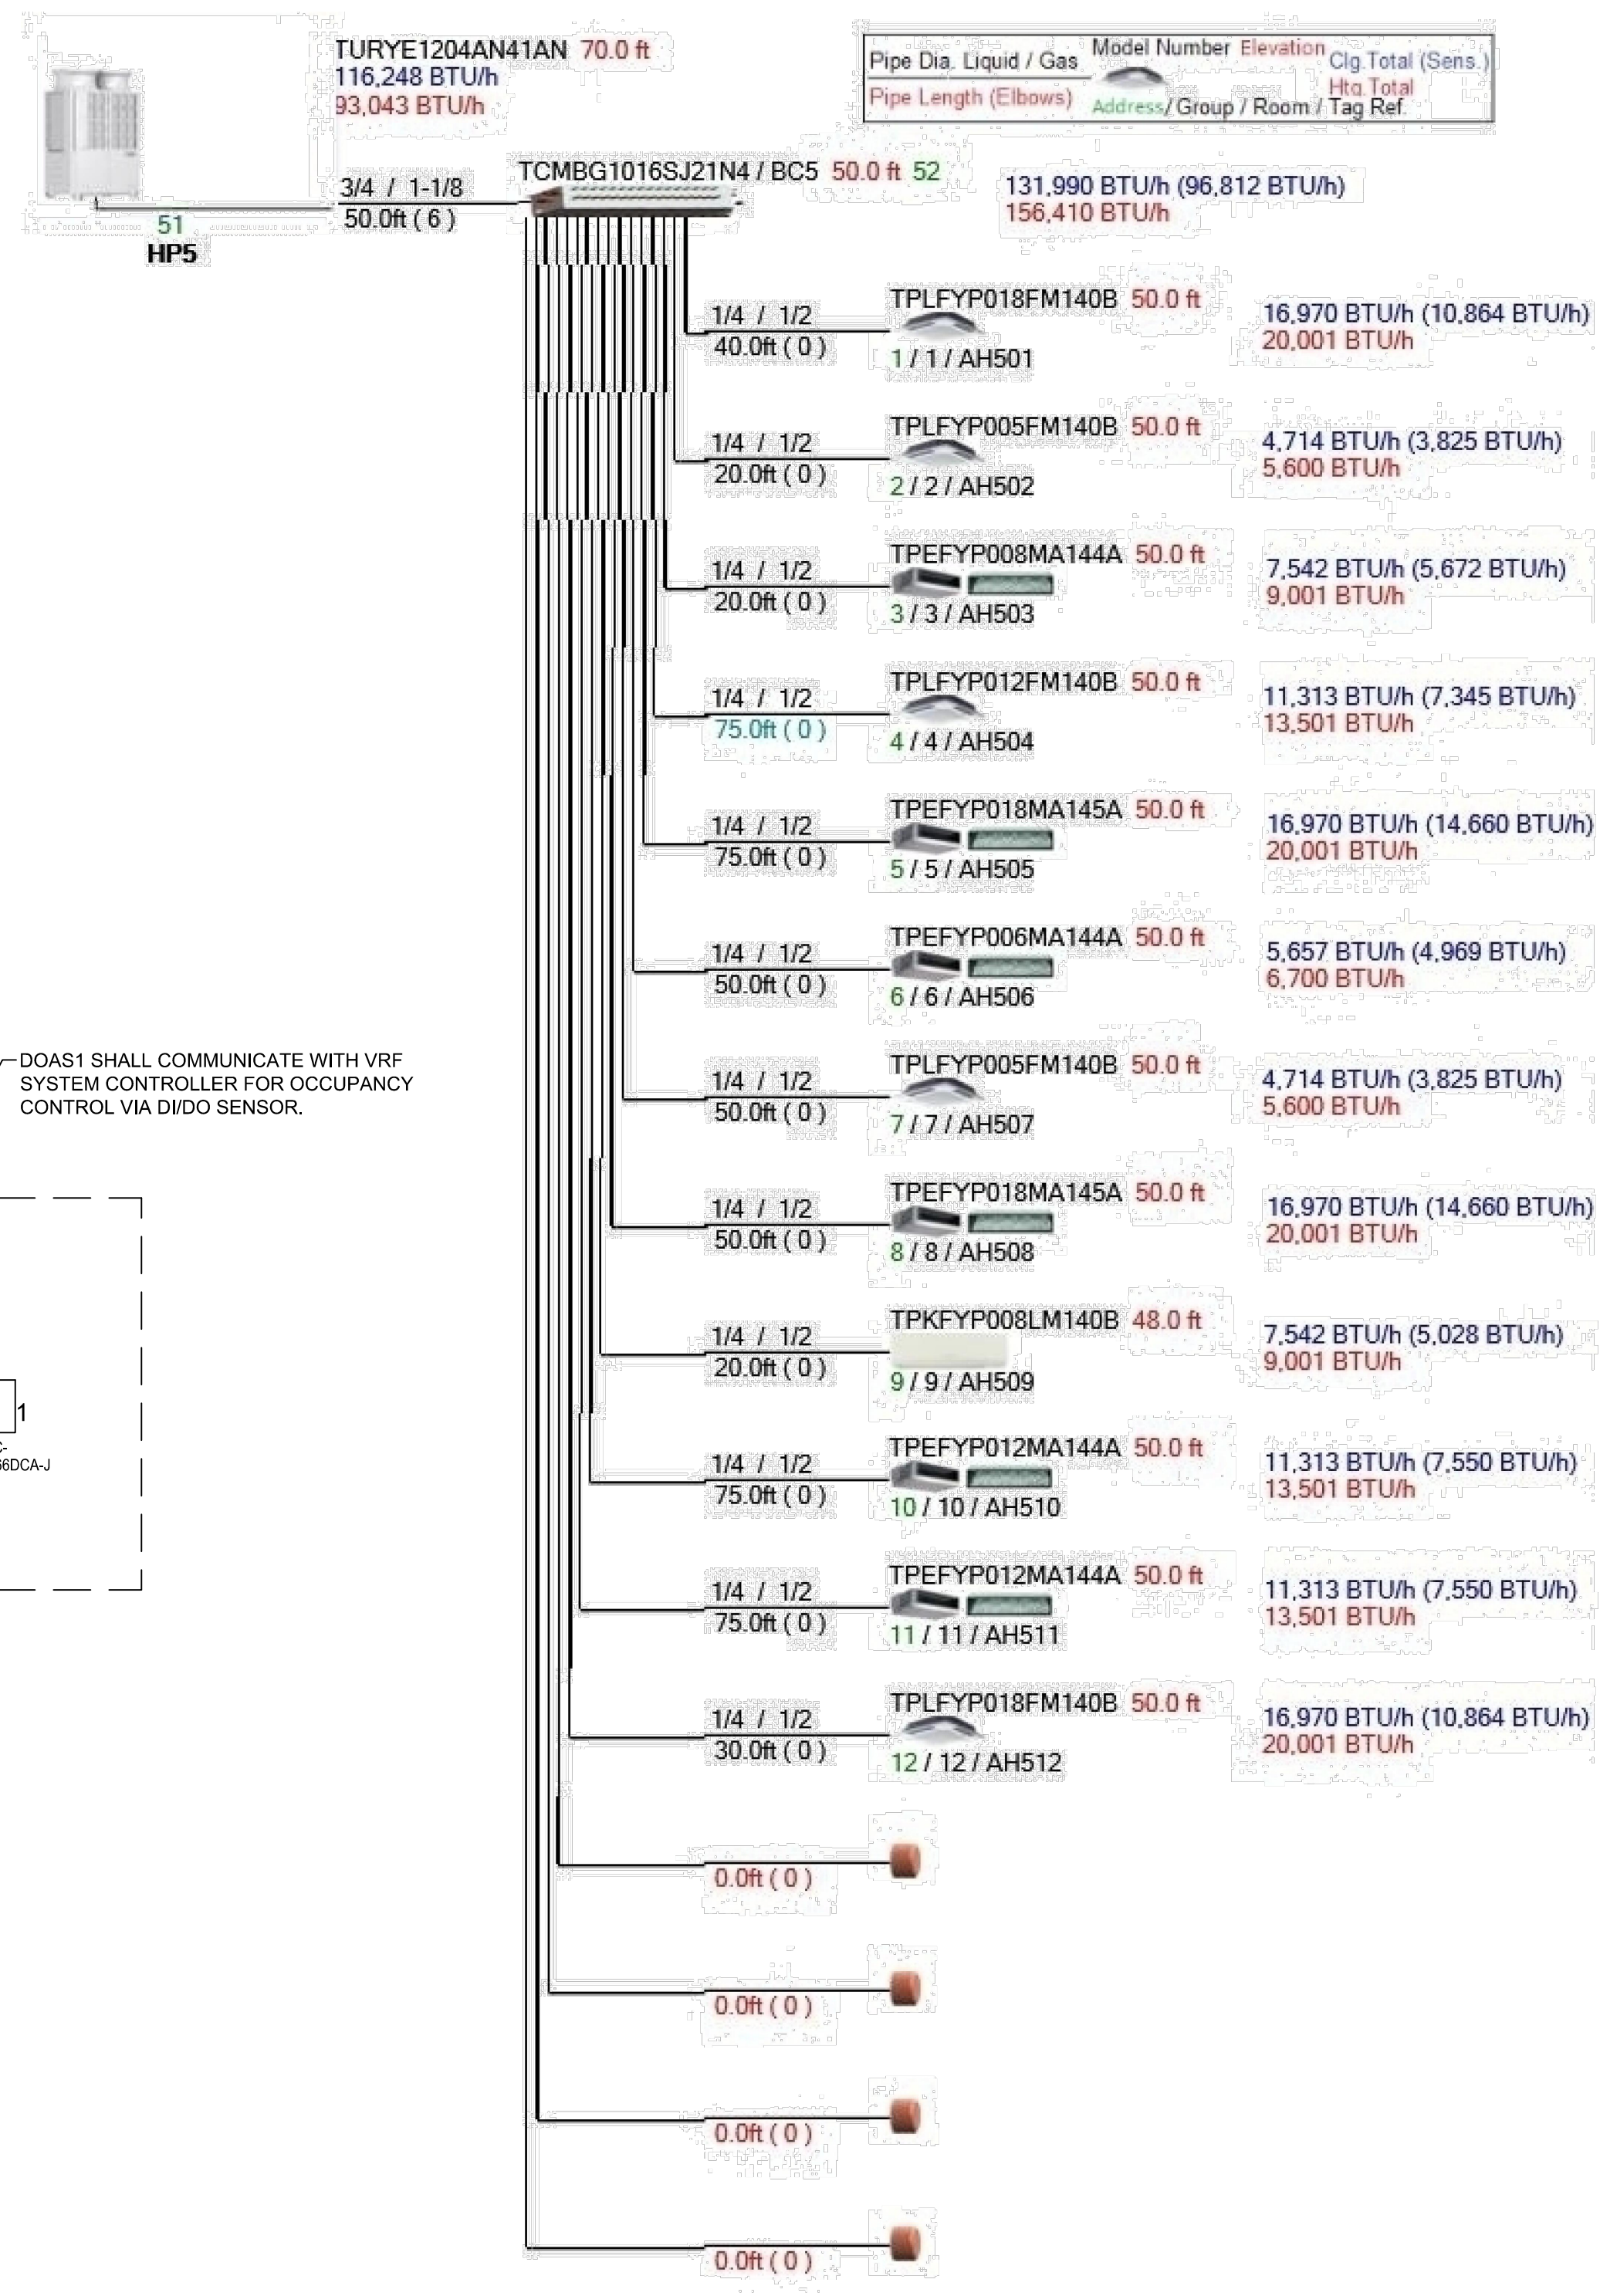 TURYE1204AN41AN 70.0 ft
116,248 BTU/h
93,043 BTU/h
Pipe Dia. Liquid / Gas
Pipe Length (Elbows)
Model Number Elevation
Clg.Total (Sens.)
Htg.Total
Address / Group / Room / Tag Ref.
3/4 / 1-1/8
50.0ft ( 6 )
51
HP5
TCMBG1016SJ21N4 / BC5 50.0 ft 52
131,990 BTU/h (96,812 BTU/h)
156,410 BTU/h
1/4 / 1/2
40.0ft ( 0 )
TPLFYP018FM140B 50.0 ft
1 / 1 / AH501
16,970 BTU/h (10,864 BTU/h)
20,001 BTU/h
1/4 / 1/2
20.0ft ( 0 )
TPLFYP005FM140B 50.0 ft
2 / 2 / AH502
4,714 BTU/h (3,825 BTU/h)
5,600 BTU/h
1/4 / 1/2
20.0ft ( 0 )
TPEFYP008MA144A 50.0 ft
3 / 3 / AH503
7,542 BTU/h (5,672 BTU/h)
9,001 BTU/h
1/4 / 1/2
75.0ft ( 0 )
TPLFYP012FM140B 50.0 ft
4 / 4 / AH504
11,313 BTU/h (7,345 BTU/h)
13,501 BTU/h
1/4 / 1/2
75.0ft ( 0 )
TPEFYP018MA145A 50.0 ft
5 / 5 / AH505
16,970 BTU/h (14,660 BTU/h)
20,001 BTU/h
1/4 / 1/2
50.0ft ( 0 )
TPEFYP006MA144A 50.0 ft
6 / 6 / AH506
5,657 BTU/h (4,969 BTU/h)
6,700 BTU/h
DOAS1 SHALL COMMUNICATE WITH VRF
SYSTEM CONTROLLER FOR OCCUPANCY
CONTROL VIA DI/DO SENSOR.
1/4 / 1/2
50.0ft ( 0 )
TPLFYP005FM140B 50.0 ft
7 / 7 / AH507
4,714 BTU/h (3,825 BTU/h)
5,600 BTU/h
1/4 / 1/2
50.0ft ( 0 )
TPEFYP018MA145A 50.0 ft
8 / 8 / AH508
16,970 BTU/h (14,660 BTU/h)
20,001 BTU/h
1/4 / 1/2
20.0ft ( 0 )
TPKFYP008LM140B 48.0 ft
9 / 9 / AH509
7,542 BTU/h (5,028 BTU/h)
9,001 BTU/h
1
C-
66DCA-J
1/4 / 1/2
75.0ft ( 0 )
TPEFYP012MA144A 50.0 ft
10 / 10 / AH510
11,313 BTU/h (7,550 BTU/h)
13,501 BTU/h
1/4 / 1/2
75.0ft ( 0 )
TPEFYP012MA144A 50.0 ft
11 / 11 / AH511
11,313 BTU/h (7,550 BTU/h)
13,501 BTU/h
1/4 / 1/2
30.0ft ( 0 )
TPLFYP018FM140B 50.0 ft
12 / 12 / AH512
16,970 BTU/h (10,864 BTU/h)
20,001 BTU/h
0.0ft ( 0 )
0.0ft ( 0 )
0.0ft ( 0 )
0.0ft ( 0 )